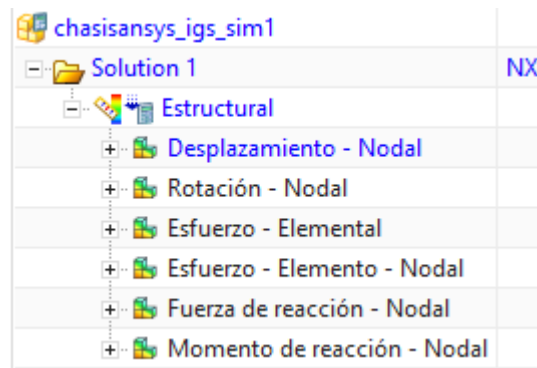 chasisansys_igs_sim1
Solution 1 NX
Estructural
Desplazamiento - Nodal
Rotación - Nodal
Esfuerzo - Elemental
Esfuerzo - Elemento - Nodal
Fuerza de reacción - Nodal
Momento de reacción - Nodal